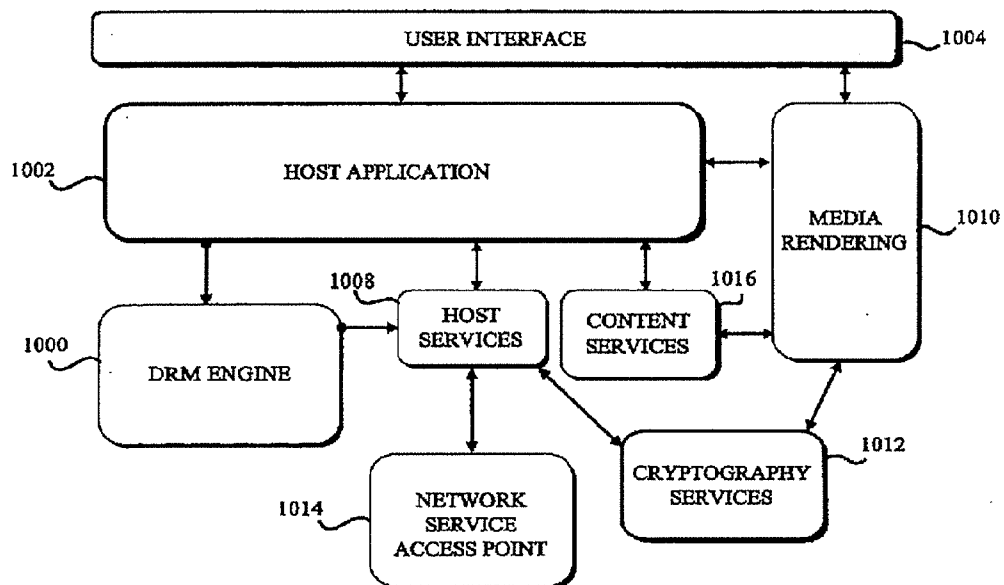 USER INTERFACE
1004
1002
HOST APPLICATION
MEDIA
RENDERING
1010
1008
HOST
SERVICES
1016
CONTENT
SERVICES
1000
DRM ENGINE
1014
NETWORK
SERVICE
ACCESS POINT
1012
CRYPTOGRAPHY
SERVICES